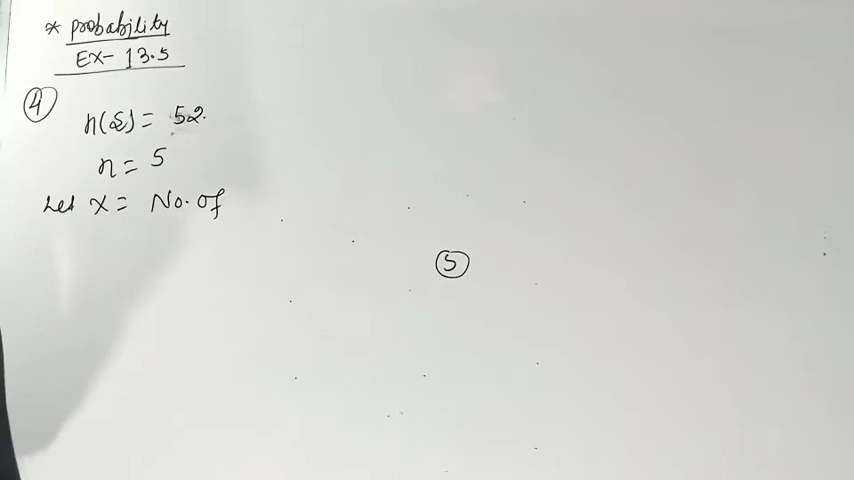 * probability
Ex- 13.5
4
n(S) = 52.
n = 5
Let x = No. of
5